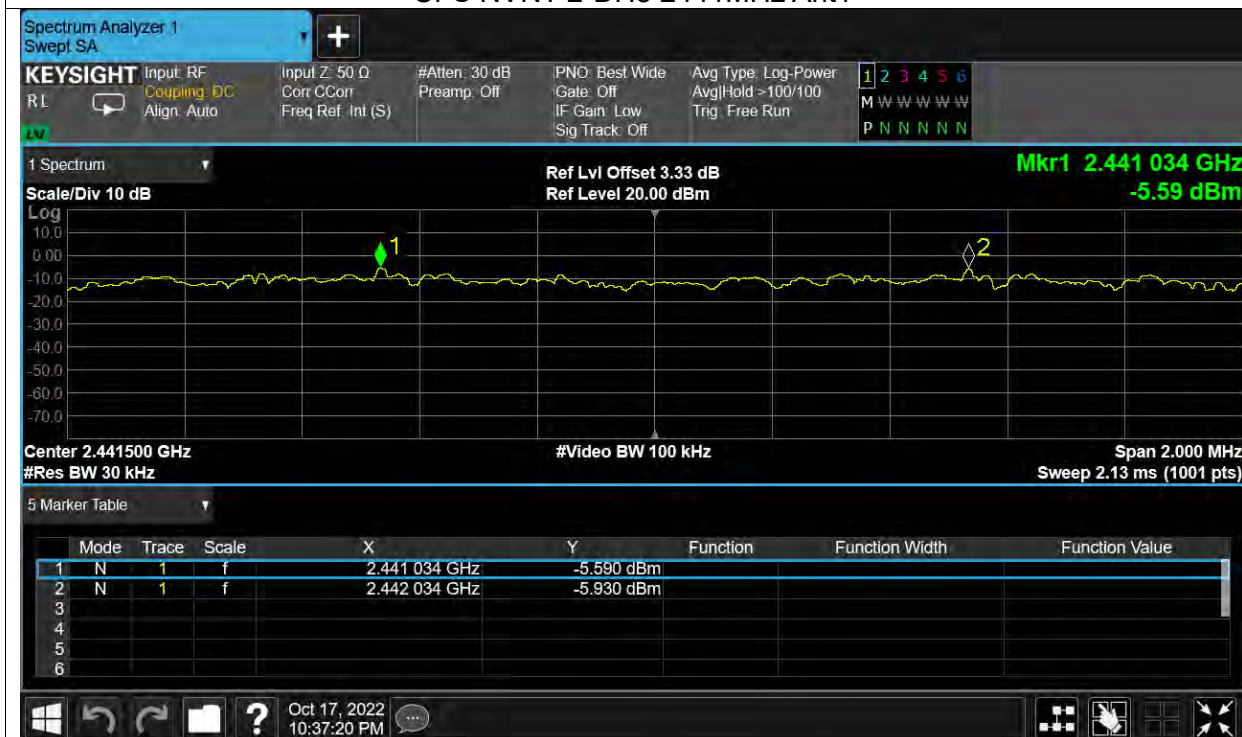 Spectrum Analyzer 1
Swept SA
+
KEYSIGHT Input: RF Input Z: 50 Ω #Atten: 30 dB PNO: Best Wide Avg Type: Log-Power 1 2 3 4 5 6
RL Coupling: DC Corr CCorr Preamp: Off Gate: Off Avg|Hold >100/100 M W W W W W
Align: Auto Freq Ref: Int (S) IF Gain: Low Trig: Free Run
Sig Track: Off P N N N N N
1 Spectrum Ref Lvl Offset 3.33 dB Mkr1 2.441 034 GHz
Scale/Div 10 dB Ref Level 20.00 dBm -5.59 dBm
Log
10.0
0.00
-10.0
-20.0
-30.0
-40.0
-50.0
-60.0
-70.0
1
2
Center 2.441500 GHz #Video BW 100 kHz Span 2.000 MHz
#Res BW 30 kHz Sweep 2.13 ms (1001 pts)
5 Marker Table
Mode Trace Scale X Y Function Function Width Function Value
1 N 1 f 2.441 034 GHz -5.590 dBm
2 N 1 f 2.442 034 GHz -5.930 dBm
3
4
5
6
? Oct 17, 2022
10:37:20 PM